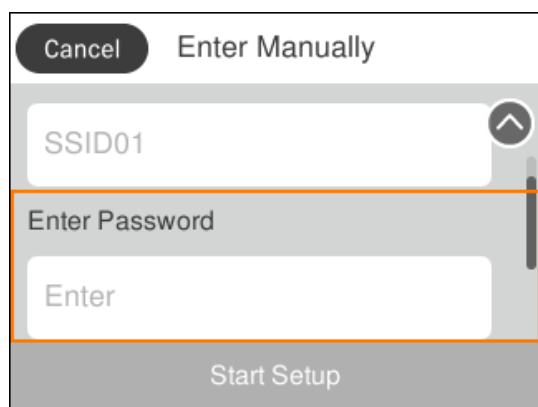 Cancel Enter Manually
SSID01
Enter Password
Enter
Start Setup